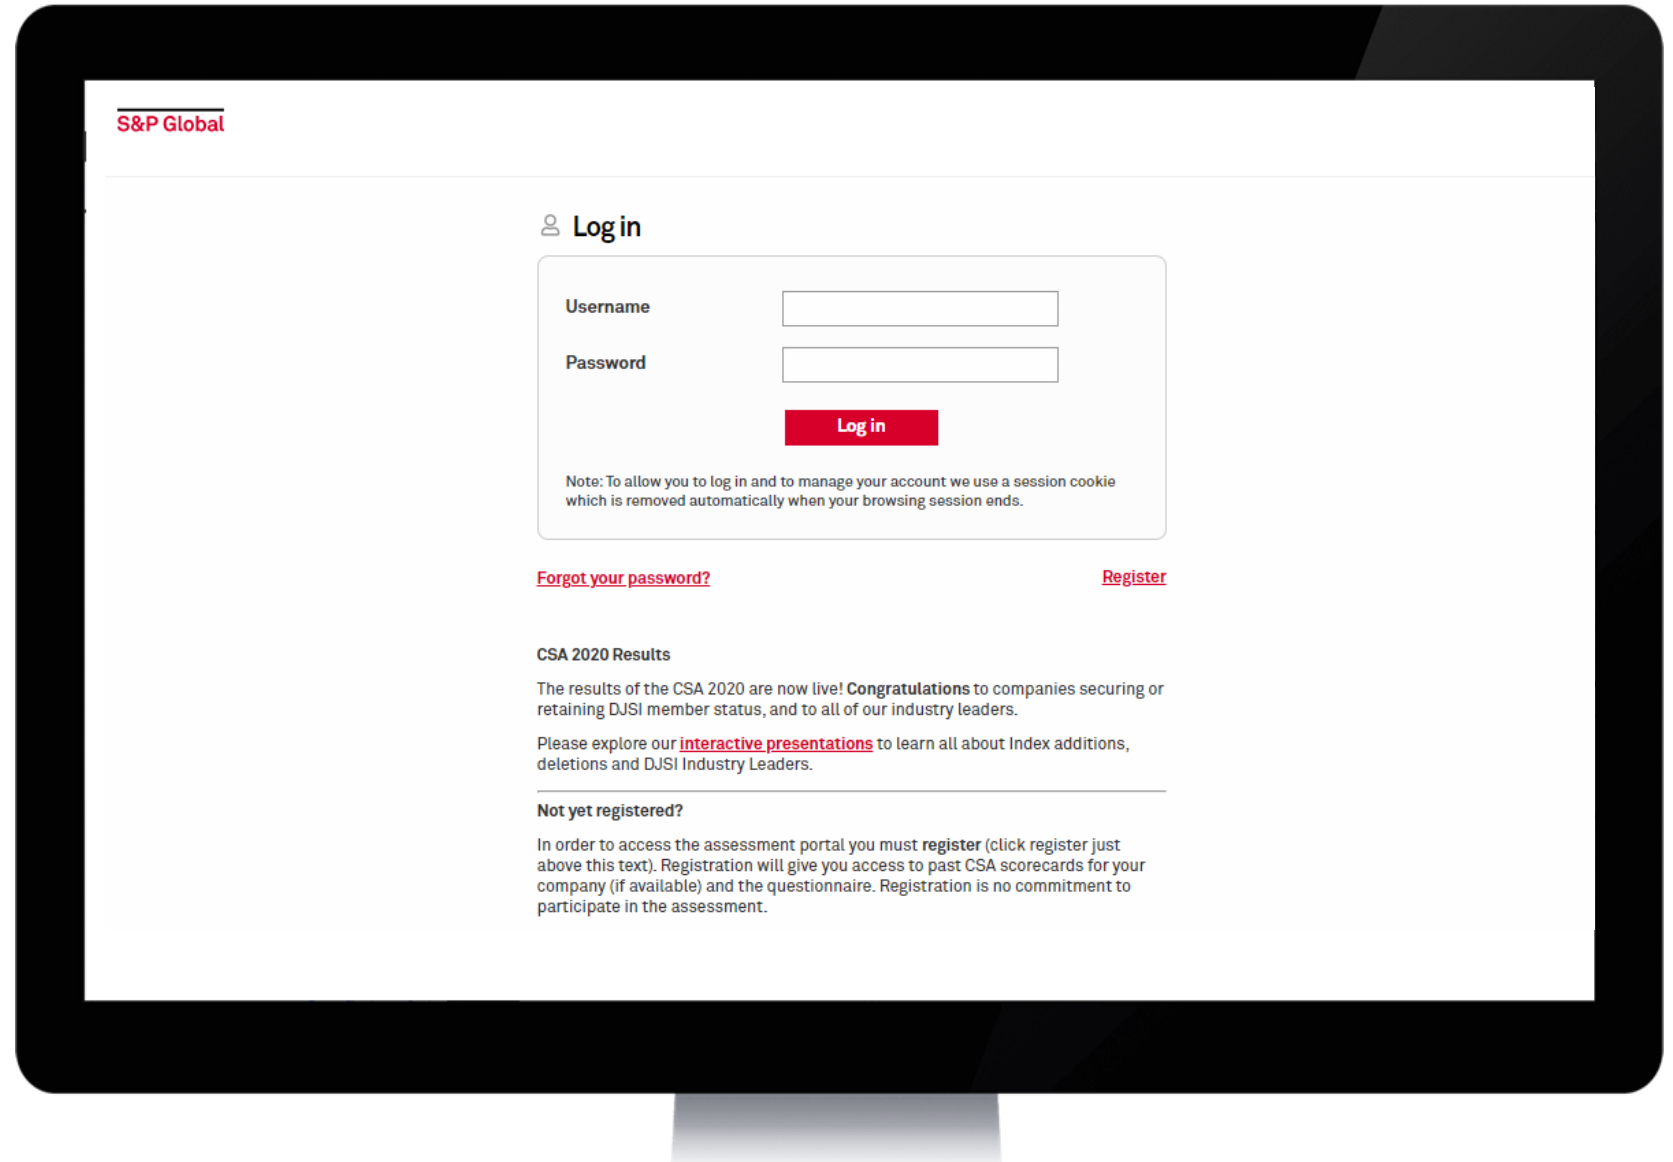 S&P Global
Log in
Username
Password
Log in
Note: To allow you to log in and to manage your account we use a session cookie
which is removed automatically when your browsing session ends.
Forgot your password?
Register
CSA 2020 Results
The results of the CSA 2020 are now live! Congratulations to companies securing or
retaining DJSI member status, and to all of our industry leaders.
Please explore our interactive presentations to learn all about Index additions,
deletions and DJSI Industry Leaders.
Not yet registered?
In order to access the assessment portal you must register (click register just
above this text). Registration will give you access to past CSA scorecards for your
company (if available) and the questionnaire. Registration is no commitment to
participate in the assessment.